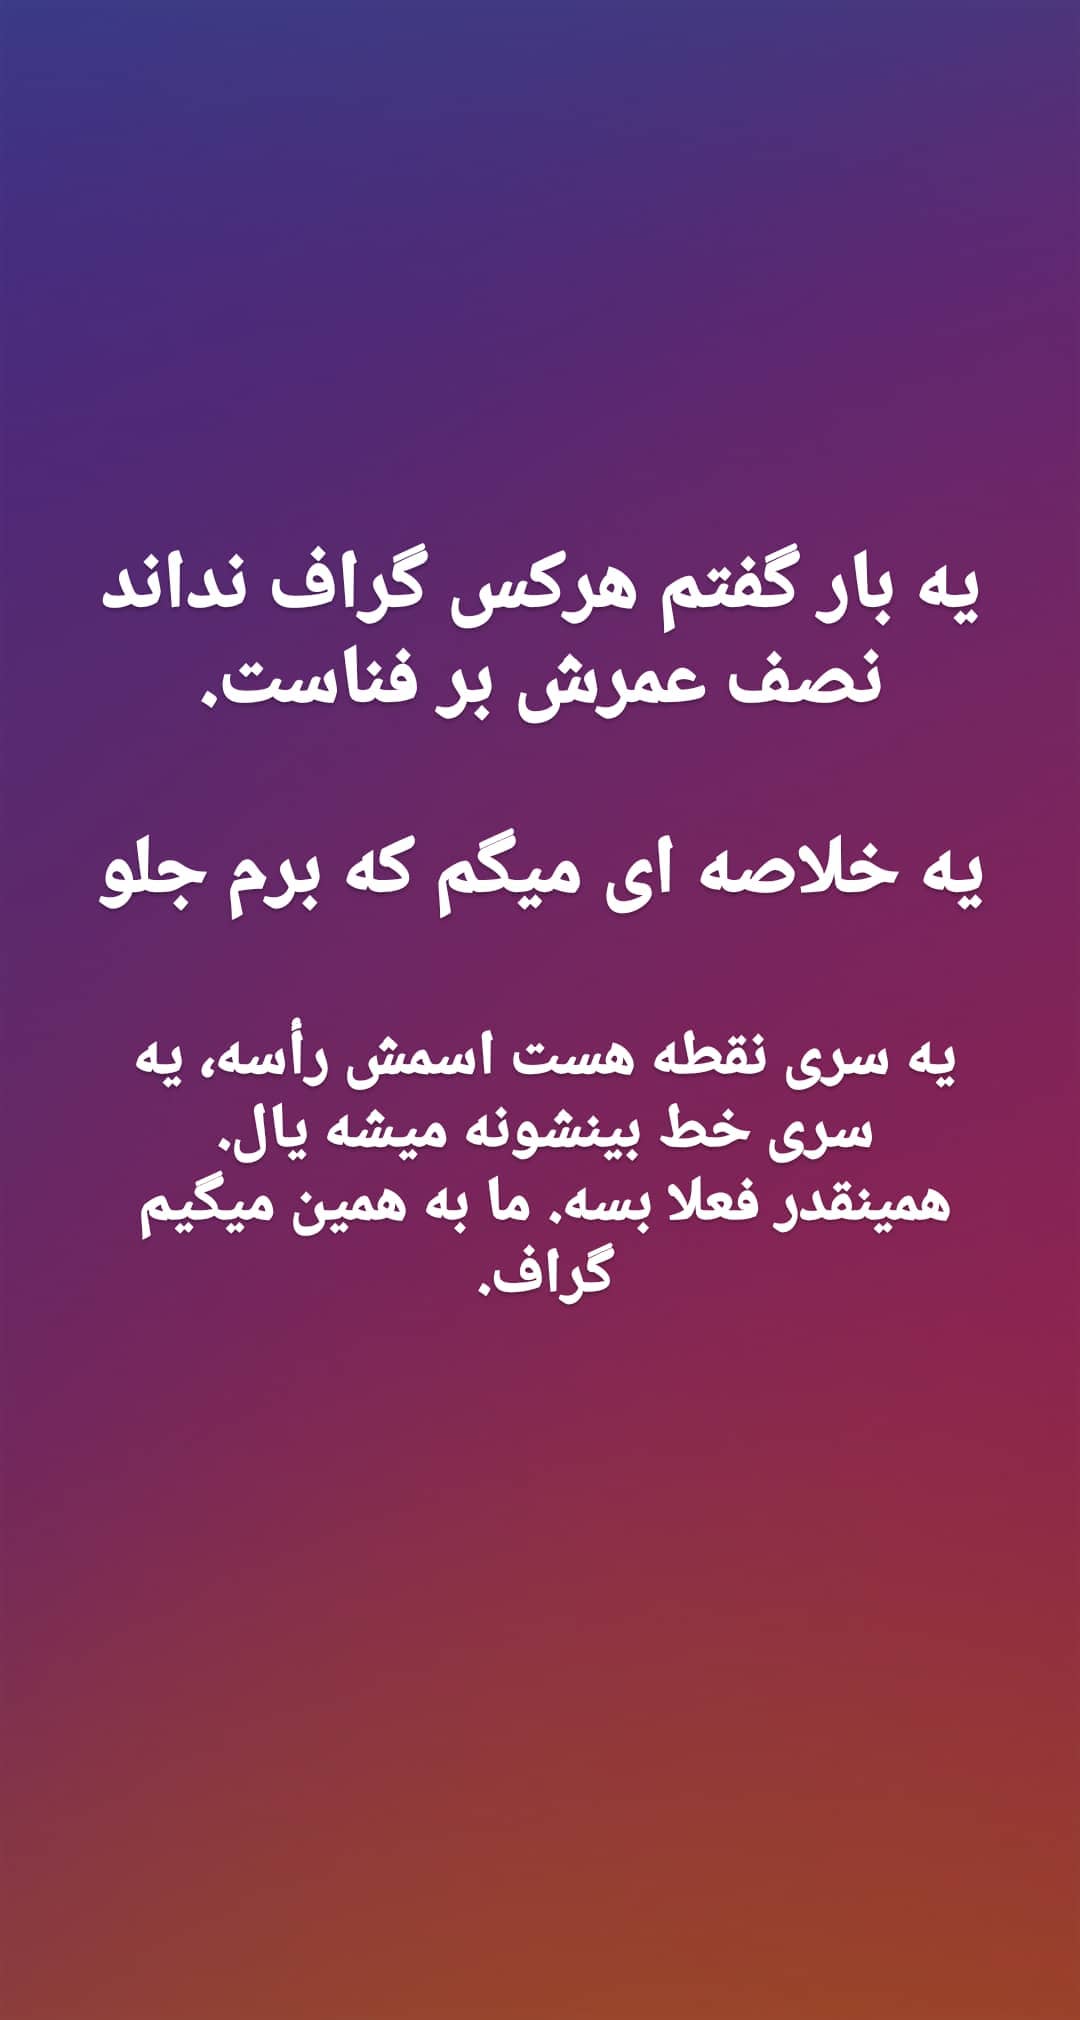 یه بار گفتم هرکس گراف نداند
نصف عمرش بر فناست.
یه خلاصه ای میگم که برم جلو
یه سری نقطه هست اسمش رأسه، یه
سری خط بینشونه میشه یال.
همینقدر فعلا بسه. ما به همین میگیم
گراف.